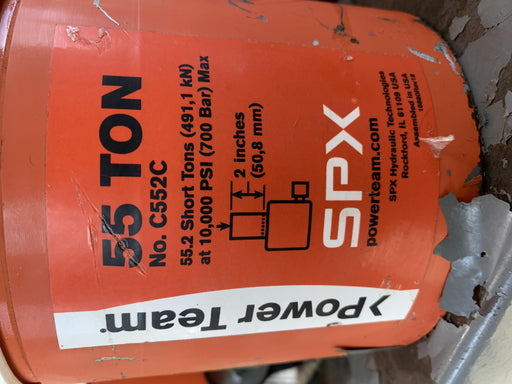 55 TON
No. C552C
55.2 Short Tons (491,1 kN)
at 10,000 PSI (700 Bar) Max
2 inches
(50,8 mm)
SPX
powerteam.com
SPX Hydraulic Technologies
Rockford, IL 61109 USA
Assembled in USA
Power Team